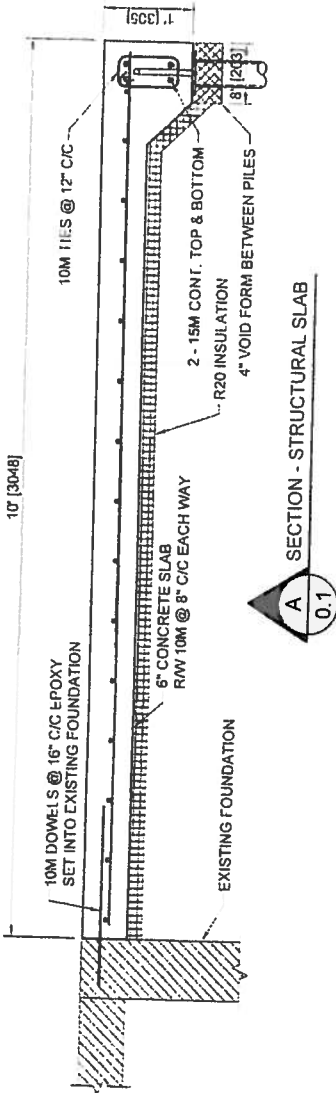 10' [3048]
10M DOWELS @ 16" C/C EPOXY
SET INTO EXISTING FOUNDATION
10M TIES @ 12" C/C
1' [305]
6" CONCRETE SLAB
R/W 10M @ 8" C/C EACH WAY
2 - 15M CONT. TOP & BOTTOM
R20 INSULATION
4" VOID FORM BETWEEN PILES
8" [203]
EXISTING FOUNDATION
A
0.1
SECTION - STRUCTURAL SLAB